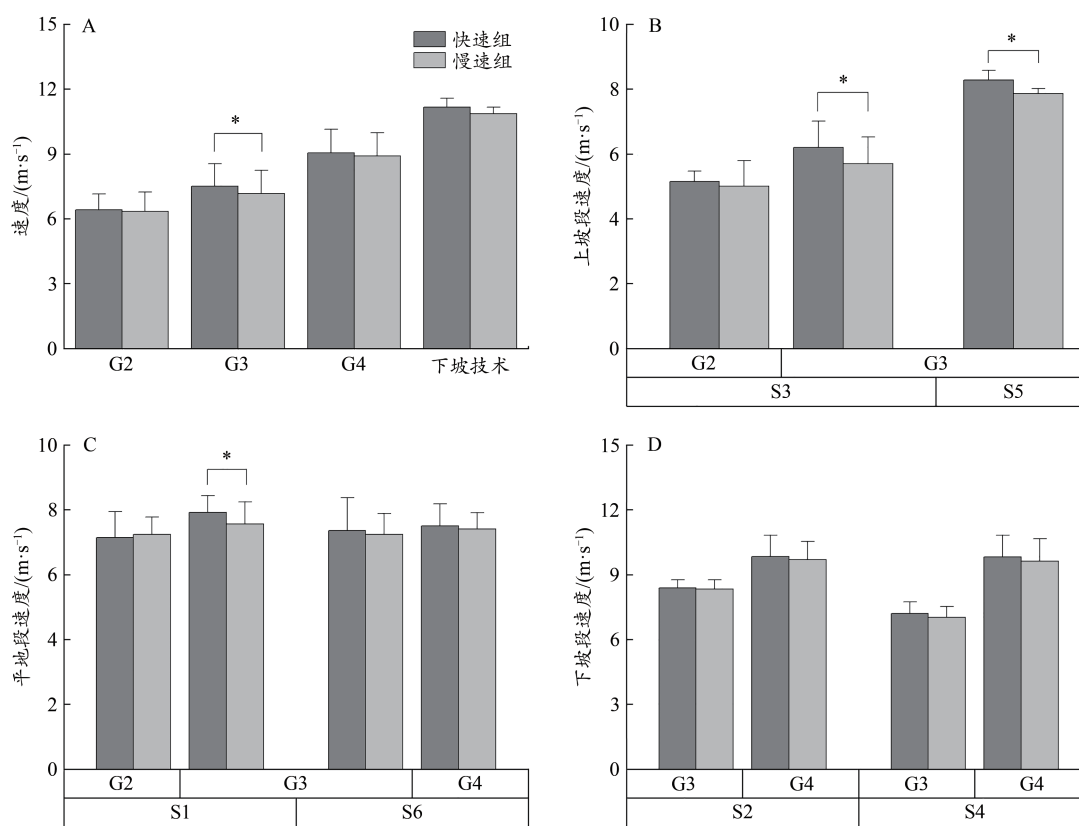 A
快速组
慢速组
*
速度/(m·s⁻¹)
15
12
9
6
3
0
G2 G3 G4 下坡技术
B
*
*
上坡段速度/(m·s⁻¹)
10
8
6
4
2
0
G2 G3
S3 S5
C
*
平地段速度/(m·s⁻¹)
10
8
6
4
2
0
G2 G3 G4
S1 S6
D
下坡段速度/(m·s⁻¹)
15
12
9
6
3
0
G3 G4 G3 G4
S2 S4